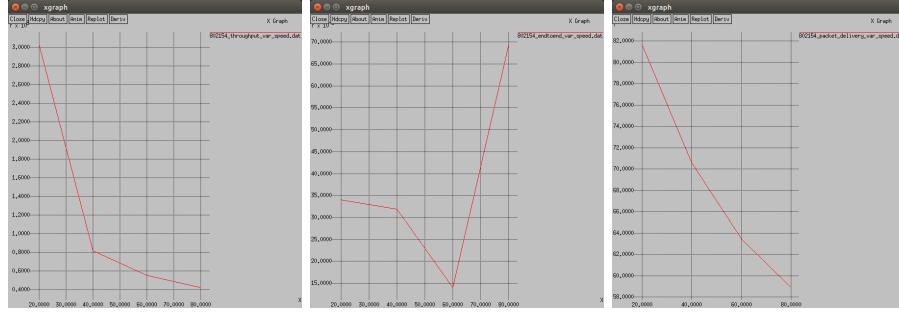 xgraph
Close Hdcpy About Anim Replot Deriv
X Graph
802154_throughput_var_speed.dat
3,0000
2,8000
2,6000
2,4000
2,2000
2,0000
1,8000
1,6000
1,4000
1,2000
1,0000
0,8000
0,6000
0,4000
20,0000 30,0000 40,0000 50,0000 60,0000 70,0000 80,0000
X
xgraph
Close Hdcpy About Anim Replot Deriv
X Graph
802154_endtoend_var_speed.dat
70,0000
65,0000
60,0000
55,0000
50,0000
45,0000
40,0000
35,0000
30,0000
25,0000
20,0000
15,0000
20,0000 30,0000 40,0000 50,0000 60,0000 70,0000 80,0000
X
xgraph
Close Hdcpy About Anim Replot Deriv
X Graph
802154_packet_delivery_var_speed.d
82,0000
80,0000
78,0000
76,0000
74,0000
72,0000
70,0000
68,0000
66,0000
64,0000
62,0000
60,0000
58,0000
20,0000 40,0000 60,0000 80,0000
X